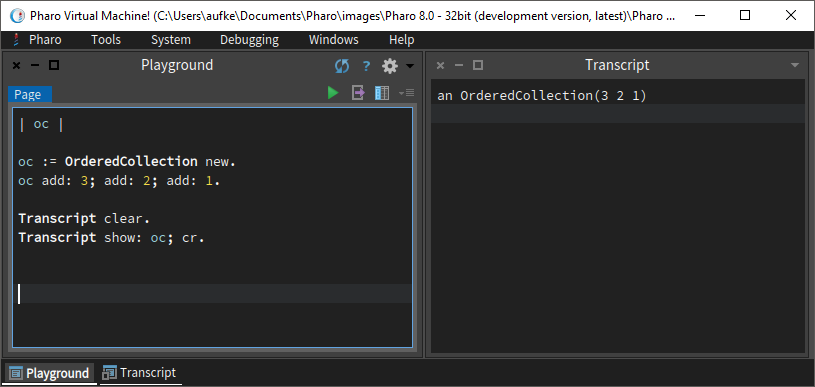 Pharo Virtual Machine! (C:\Users\aufke\Documents\Pharo\images\Pharo 8.0 - 32bit (development version, latest)\Pharo ...
Pharo Tools System Debugging Windows Help
Playground
?
Page
| oc |
oc := OrderedCollection new.
oc add: 3; add: 2; add: 1.
Transcript clear.
Transcript show: oc; cr.
Transcript
an OrderedCollection(3 2 1)
Playground Transcript